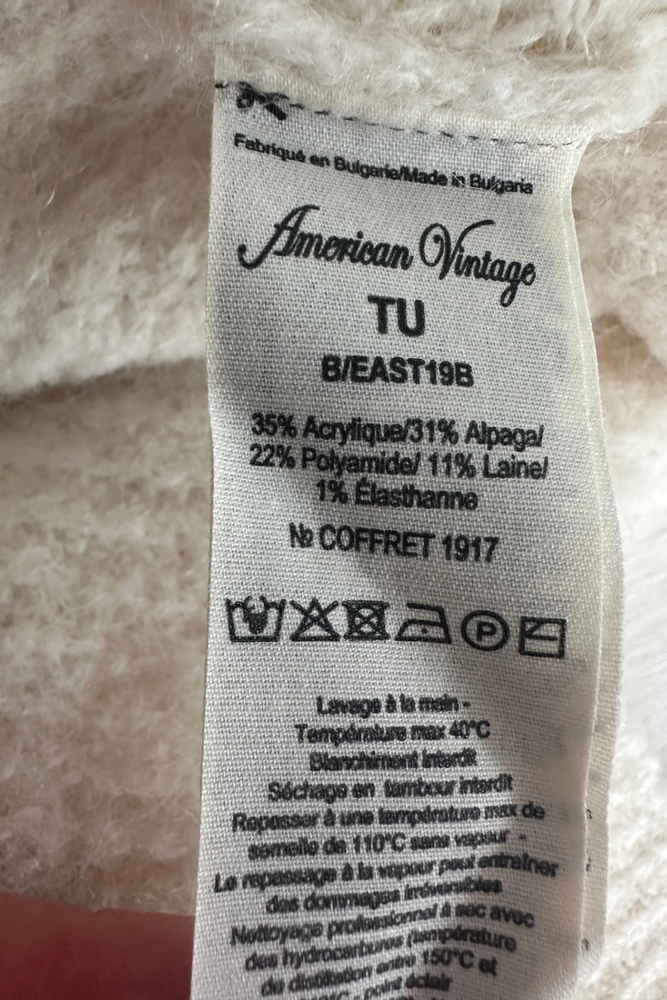 Fabriqué en Bulgarie/Made in Bulgaria
American Vintage
TU
B/EAST19B
35% Acrylique/31% Alpaga/
22% Polyamide/ 11% Laine/
1% Élasthanne
№ COFFRET 1917
P
Lavage à la main -
Température max 40°C
Blanchiment interdit
Séchage en tambour interdit
Repasser à une température max de
semelle de 110°C sans vapeur -
Le repassage à la vapeur peut entraîner
des dommages irréversibles
Nettoyage professionnel à sec avec
des hydrocarbures (température
de distillation entre 150°C et
- point éclair